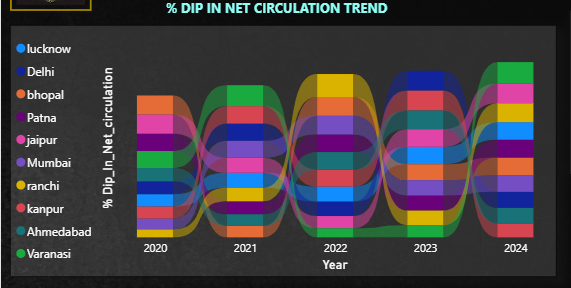 % DIP IN NET CIRCULATION TREND
lucknow
Delhi
bhopal
Patna
jaipur
Mumbai
ranchi
kanpur
Ahmedabad
Varanasi
% Dip_In_Net_circulation
2020 2021 2022 2023 2024
Year